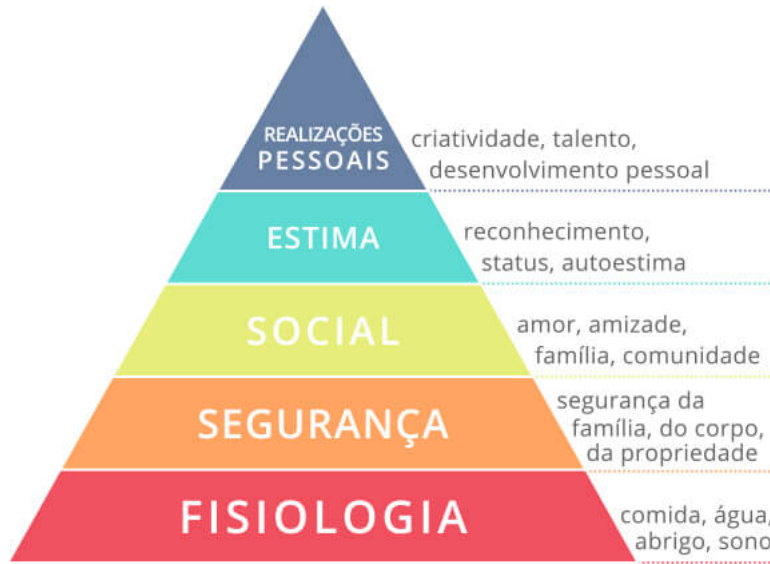 REALIZAÇÕES
PESSOAIS
criatividade, talento,
desenvolvimento pessoal
ESTIMA
reconhecimento,
status, autoestima
SOCIAL
amor, amizade,
família, comunidade
SEGURANÇA
segurança da
família, do corpo,
da propriedade
FISIOLOGIA
comida, água,
abrigo, sono